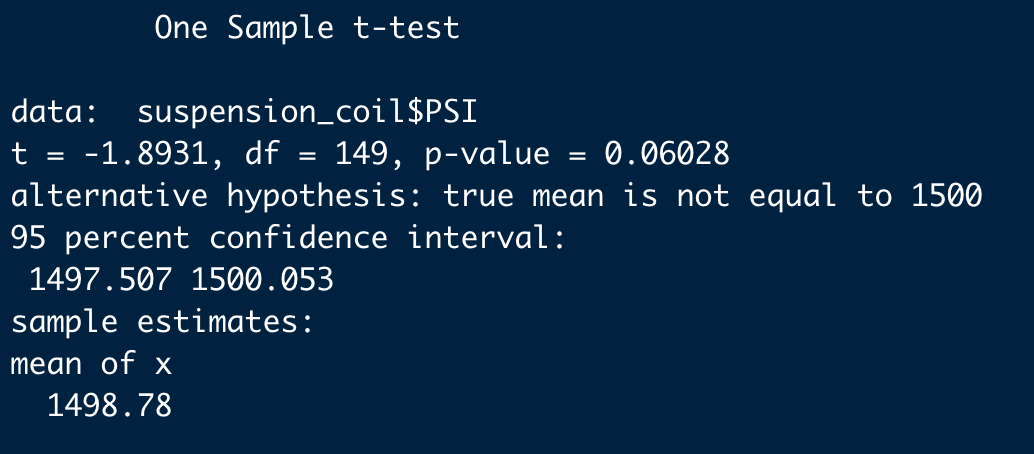 One Sample t-test
data:  suspension_coil$PSI
t = -1.8931, df = 149, p-value = 0.06028
alternative hypothesis: true mean is not equal to 1500
95 percent confidence interval:
1497.507 1500.053
sample estimates:
mean of x
1498.78